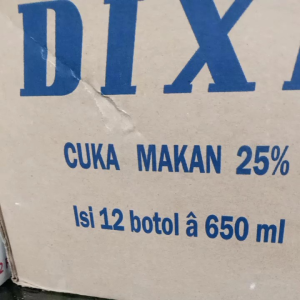 DIX
CUKA MAKAN 25%
Isi 12 botol â 650 ml